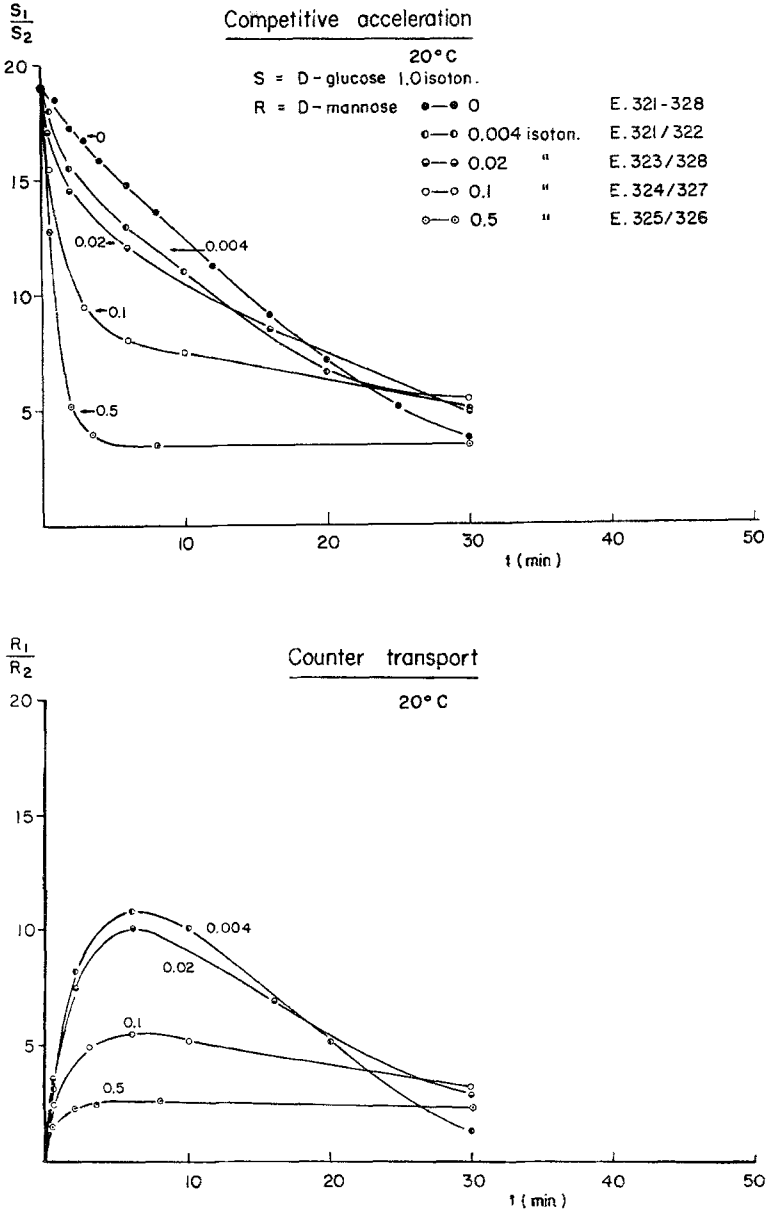 Competitive acceleration
S1
S2
20° C
S = D-glucose 1,0 isoton.
R = D-mannose 0 E. 321-328
0.004 isoton. E. 321/322
0.02 " E. 323/328
0.1 " E. 324/327
0.5 " E. 325/326
20
15
10
5
0
0.004
0.02
0.1
0.5
10 20 30 40 50
t (min)
Counter transport
R1
R2
20° C
20
15
10
5
0.004
0.02
0.1
0.5
10 20 30 40 50
t (min)